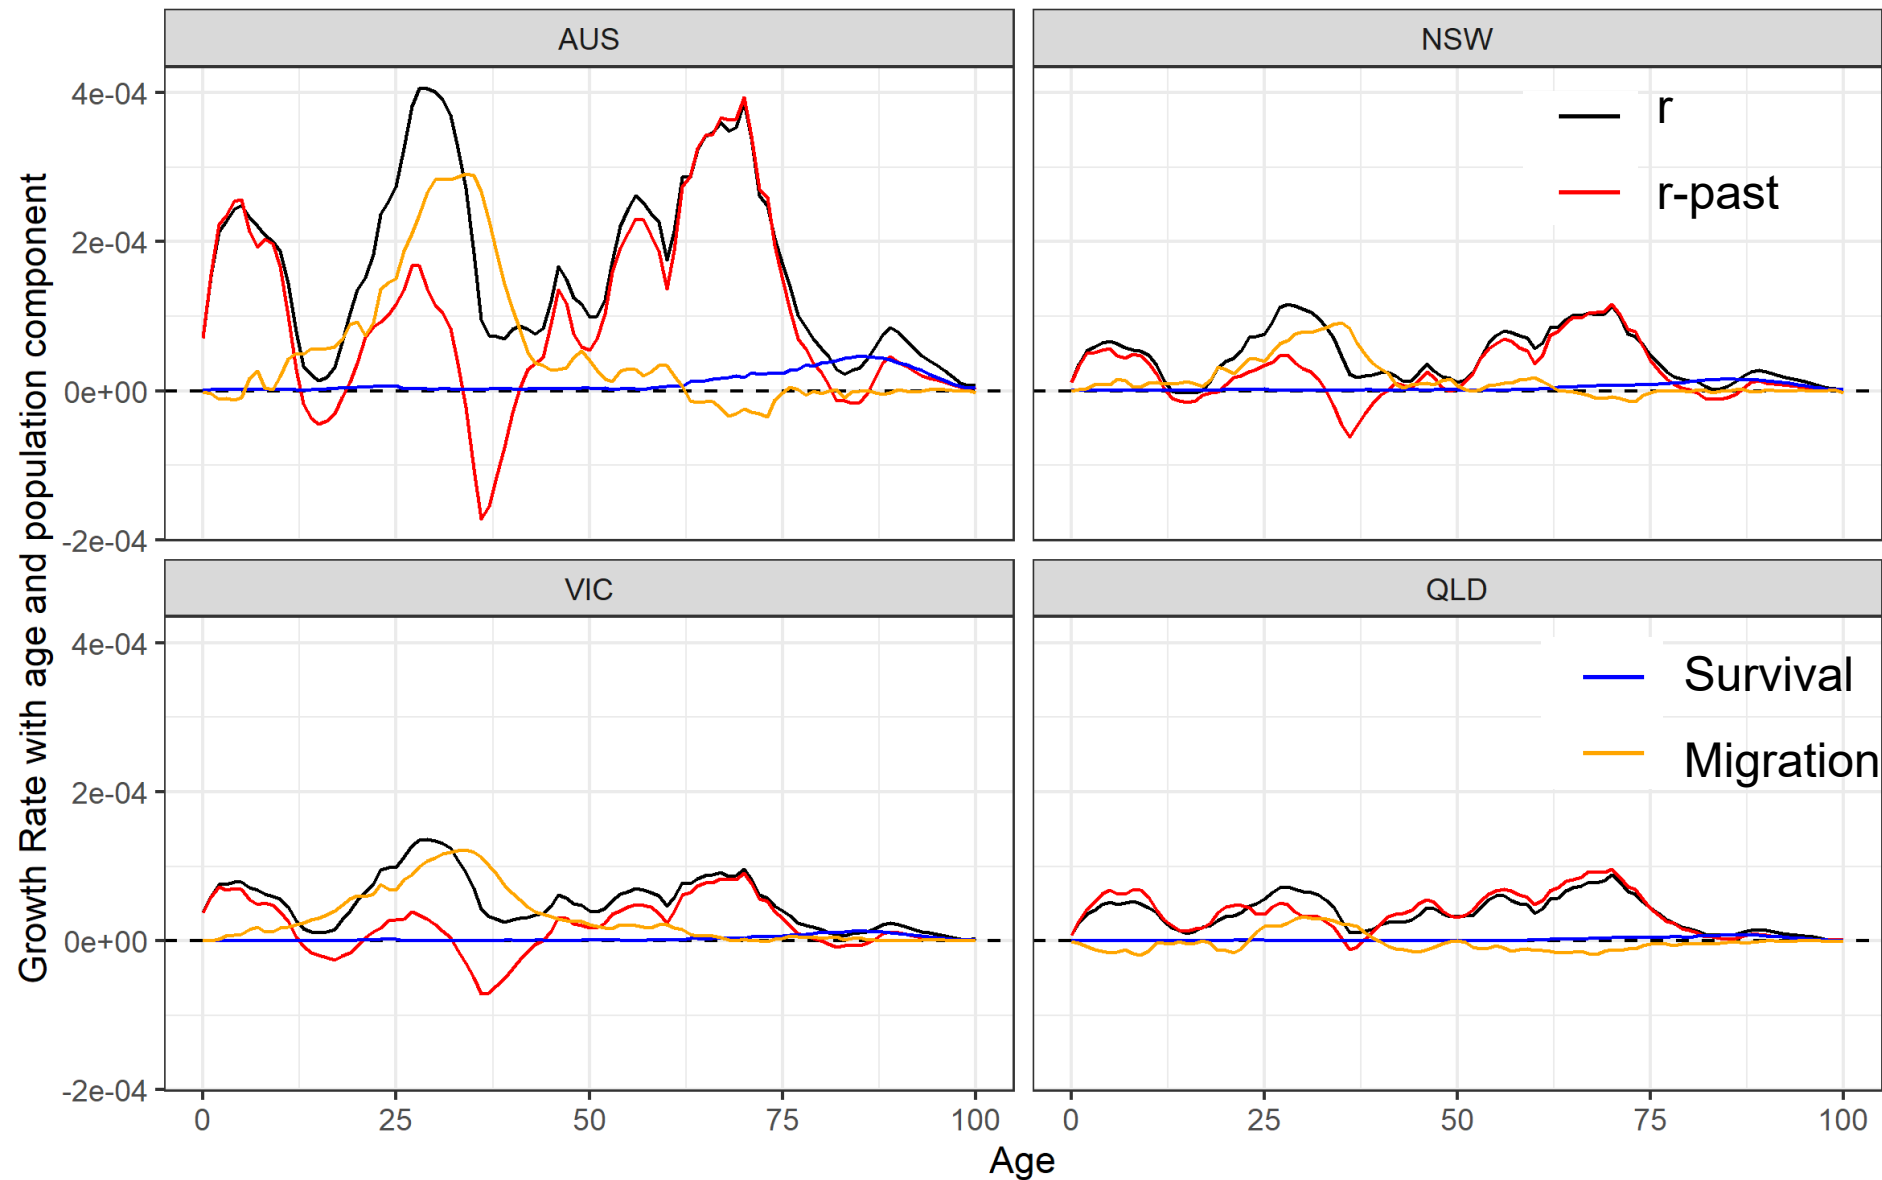 AUS
NSW
4e-04
2e-04
0e+00
-2e-04
r
r-past
VIC
QLD
4e-04
2e-04
0e+00
-2e-04
Survival
Migration
0 25 50 75 100
0 25 50 75 100
Age
Growth Rate with age and population component